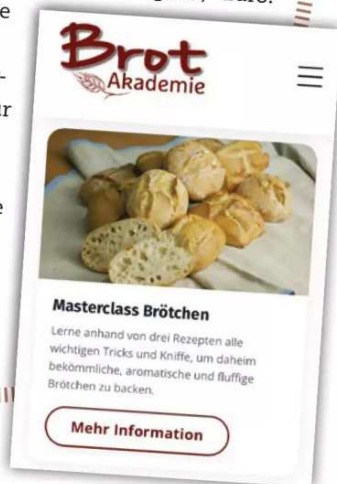 Brot
Akademie
Masterclass Brötchen
Lerne anhand von drei Rezepten alle
wichtigen Tricks und Kniffe, um daheim
bekömmliche, aromatische und fluffige
Brötchen zu backen.
Mehr Information